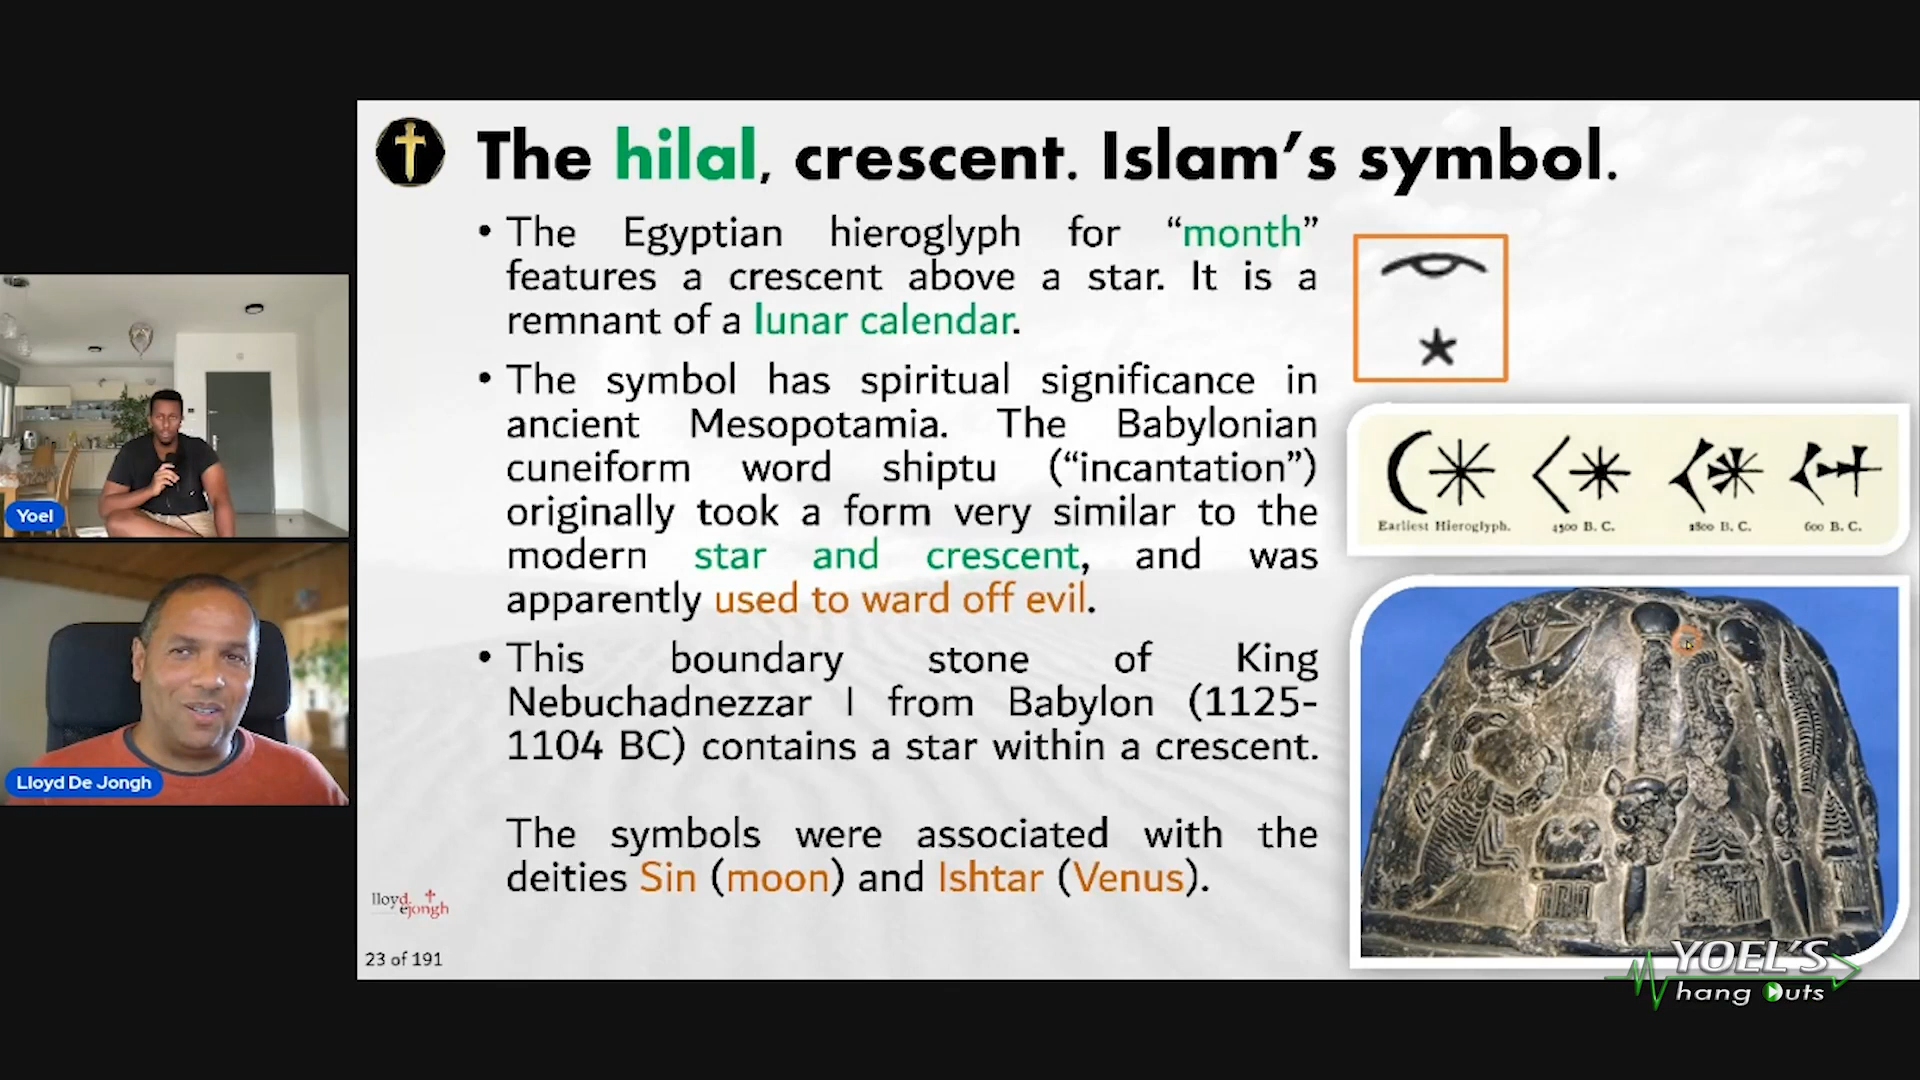 The hilal, crescent. Islam's symbol.
• The Egyptian hieroglyph for “month”
features a crescent above a star. It is a
remnant of a lunar calendar.
• The symbol has spiritual significance in
ancient Mesopotamia. The Babylonian
cuneiform word shiptu (“incantation”)
originally took a form very similar to the
modern star and crescent, and was
apparently used to ward off evil.
• This boundary stone of King
Nebuchadnezzar I from Babylon (1125-
1104 BC) contains a star within a crescent.
The symbols were associated with the
deities Sin (moon) and Ishtar (Venus).
Earliest Hieroglyph. 4500 B. C. 2800 B. C. 600 B. C.
Yoel
Lloyd De Jongh
lloyd
ejongh
23 of 191
YOEL'S
hang outs